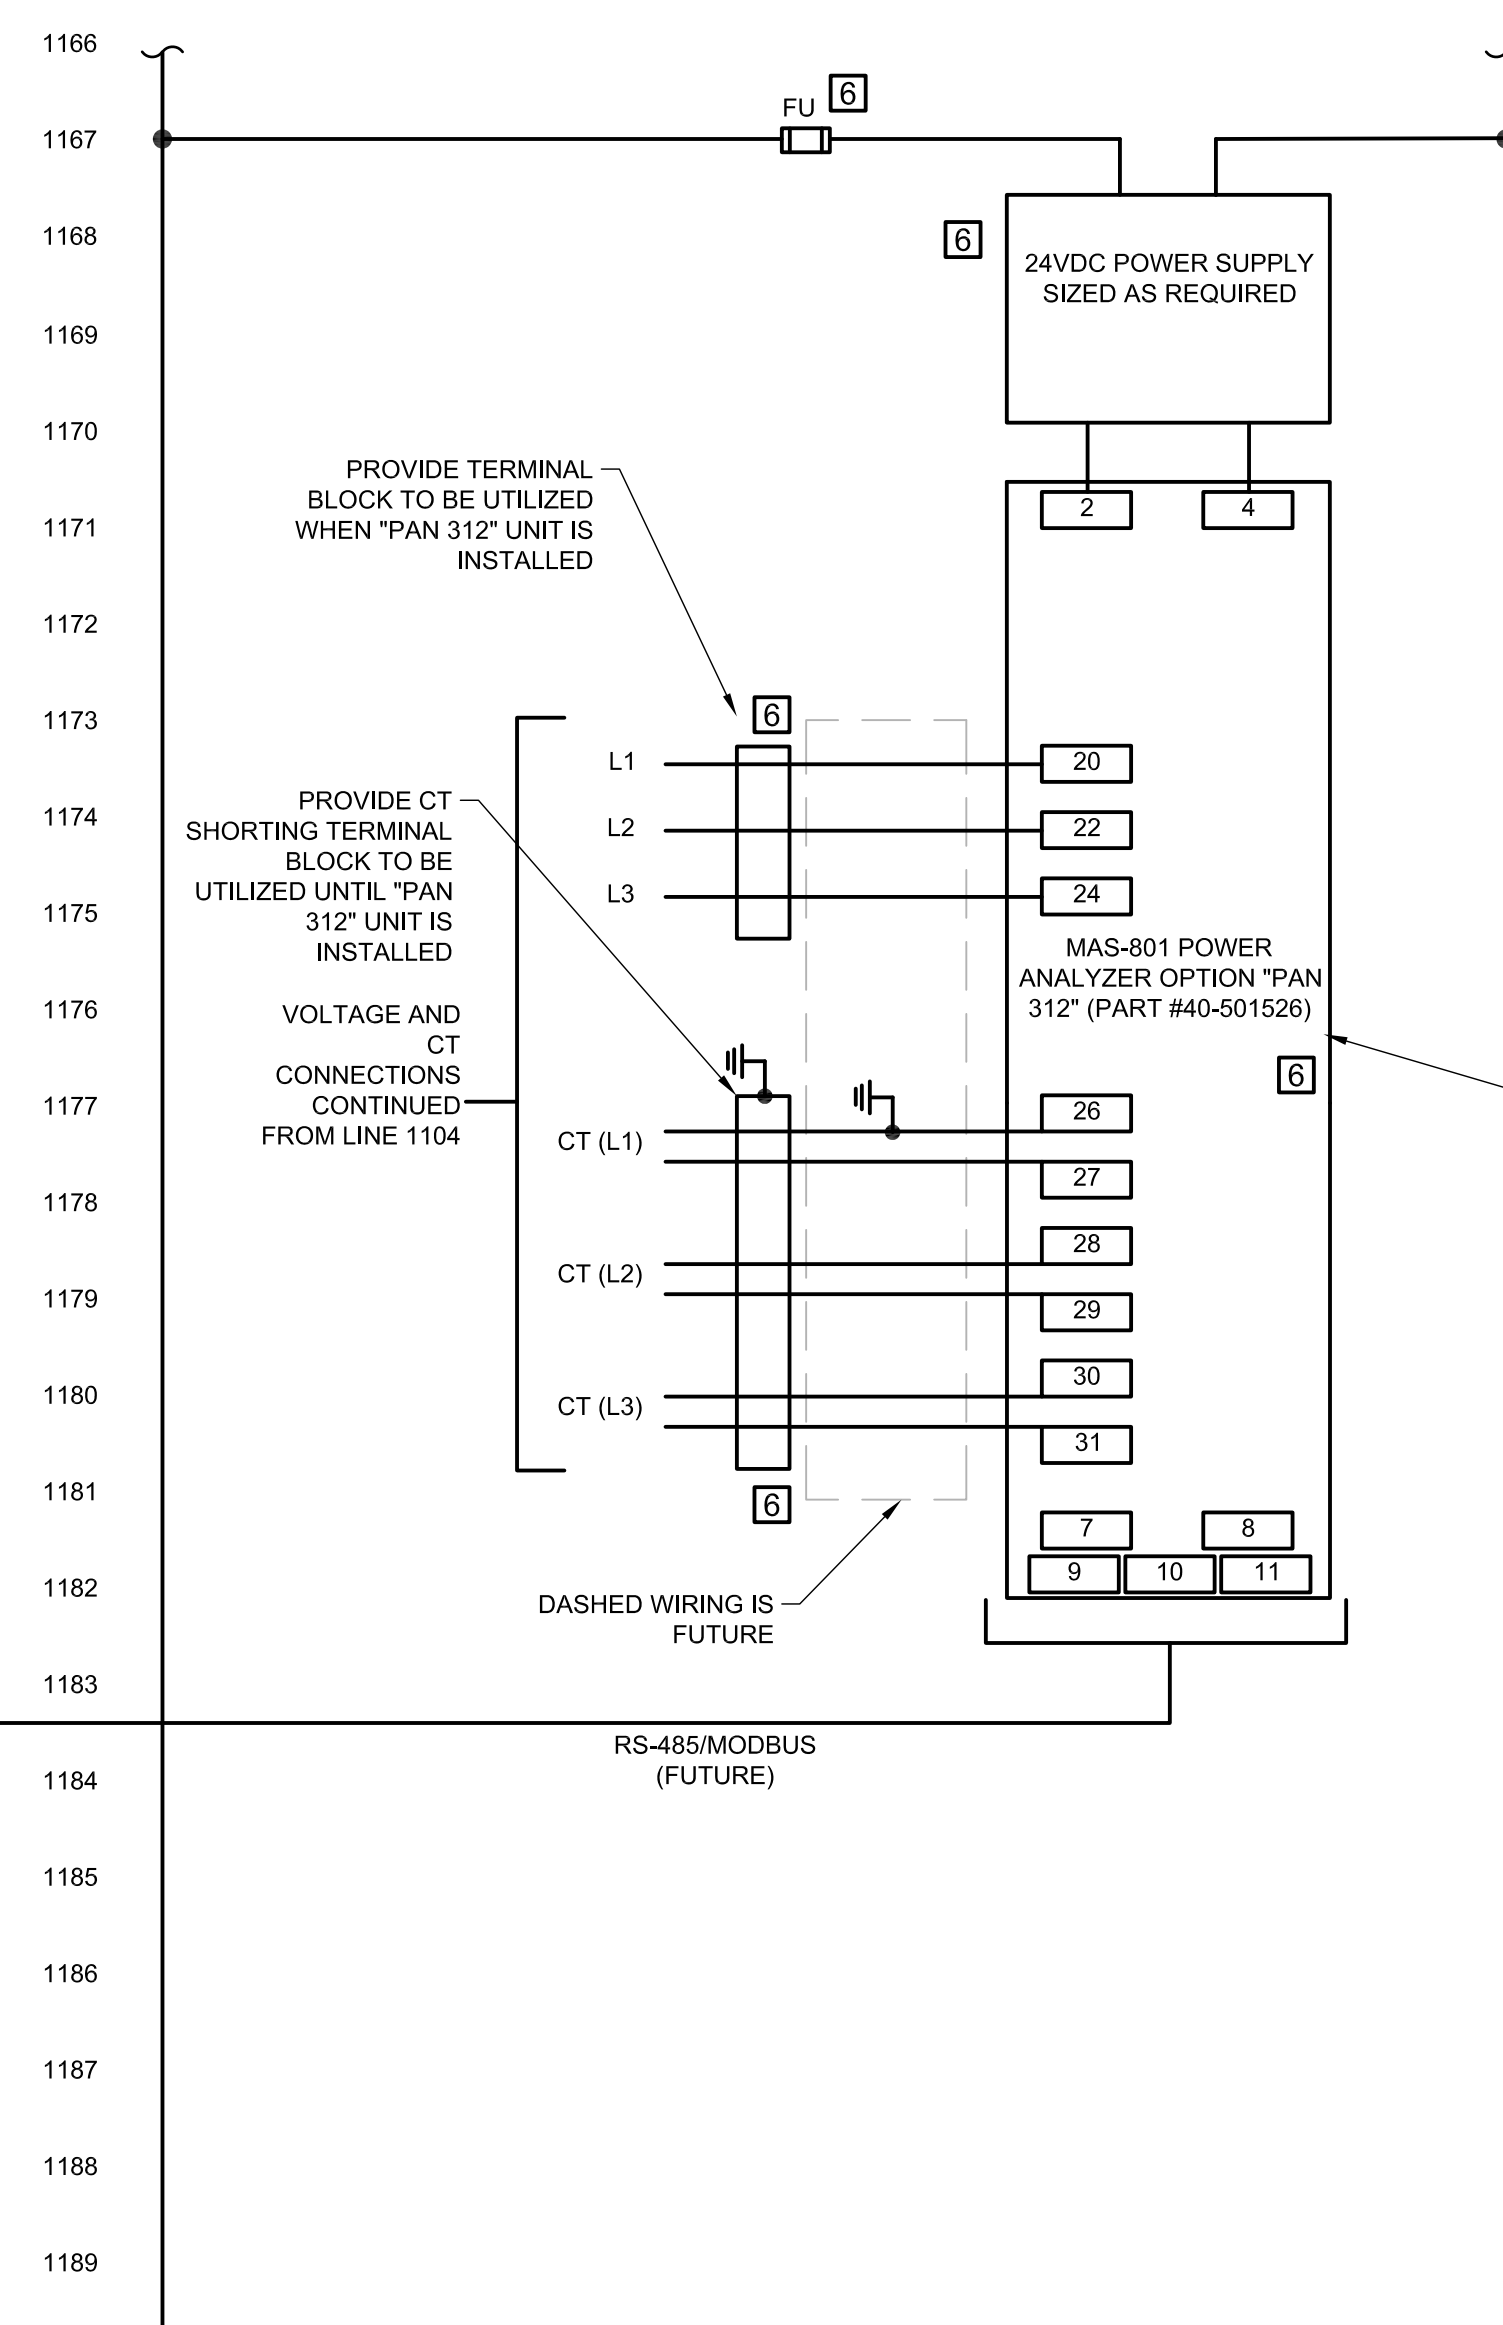 1166
6
FU
1167
1168
6
24VDC POWER SUPPLY
SIZED AS REQUIRED
1169
1170
PROVIDE TERMINAL
BLOCK TO BE UTILIZED
WHEN "PAN 312" UNIT IS
INSTALLED
2
4
1171
1172
1173
6
L1
20
PROVIDE CT
SHORTING TERMINAL
BLOCK TO BE
UTILIZED UNTIL "PAN
312" UNIT IS
INSTALLED
1174
L2
22
L3
24
1175
MAS-801 POWER
ANALYZER OPTION "PAN
312" (PART #40-501526)
1176
VOLTAGE AND
CT
CONNECTIONS
CONTINUED
FROM LINE 1104
6
1177
26
CT (L1)
27
1178
28
CT (L2)
1179
29
30
1180
CT (L3)
31
1181
6
7
8
9
10
11
1182
DASHED WIRING IS
FUTURE
1183
RS-485/MODBUS
(FUTURE)
1184
1185
1186
1187
1188
1189